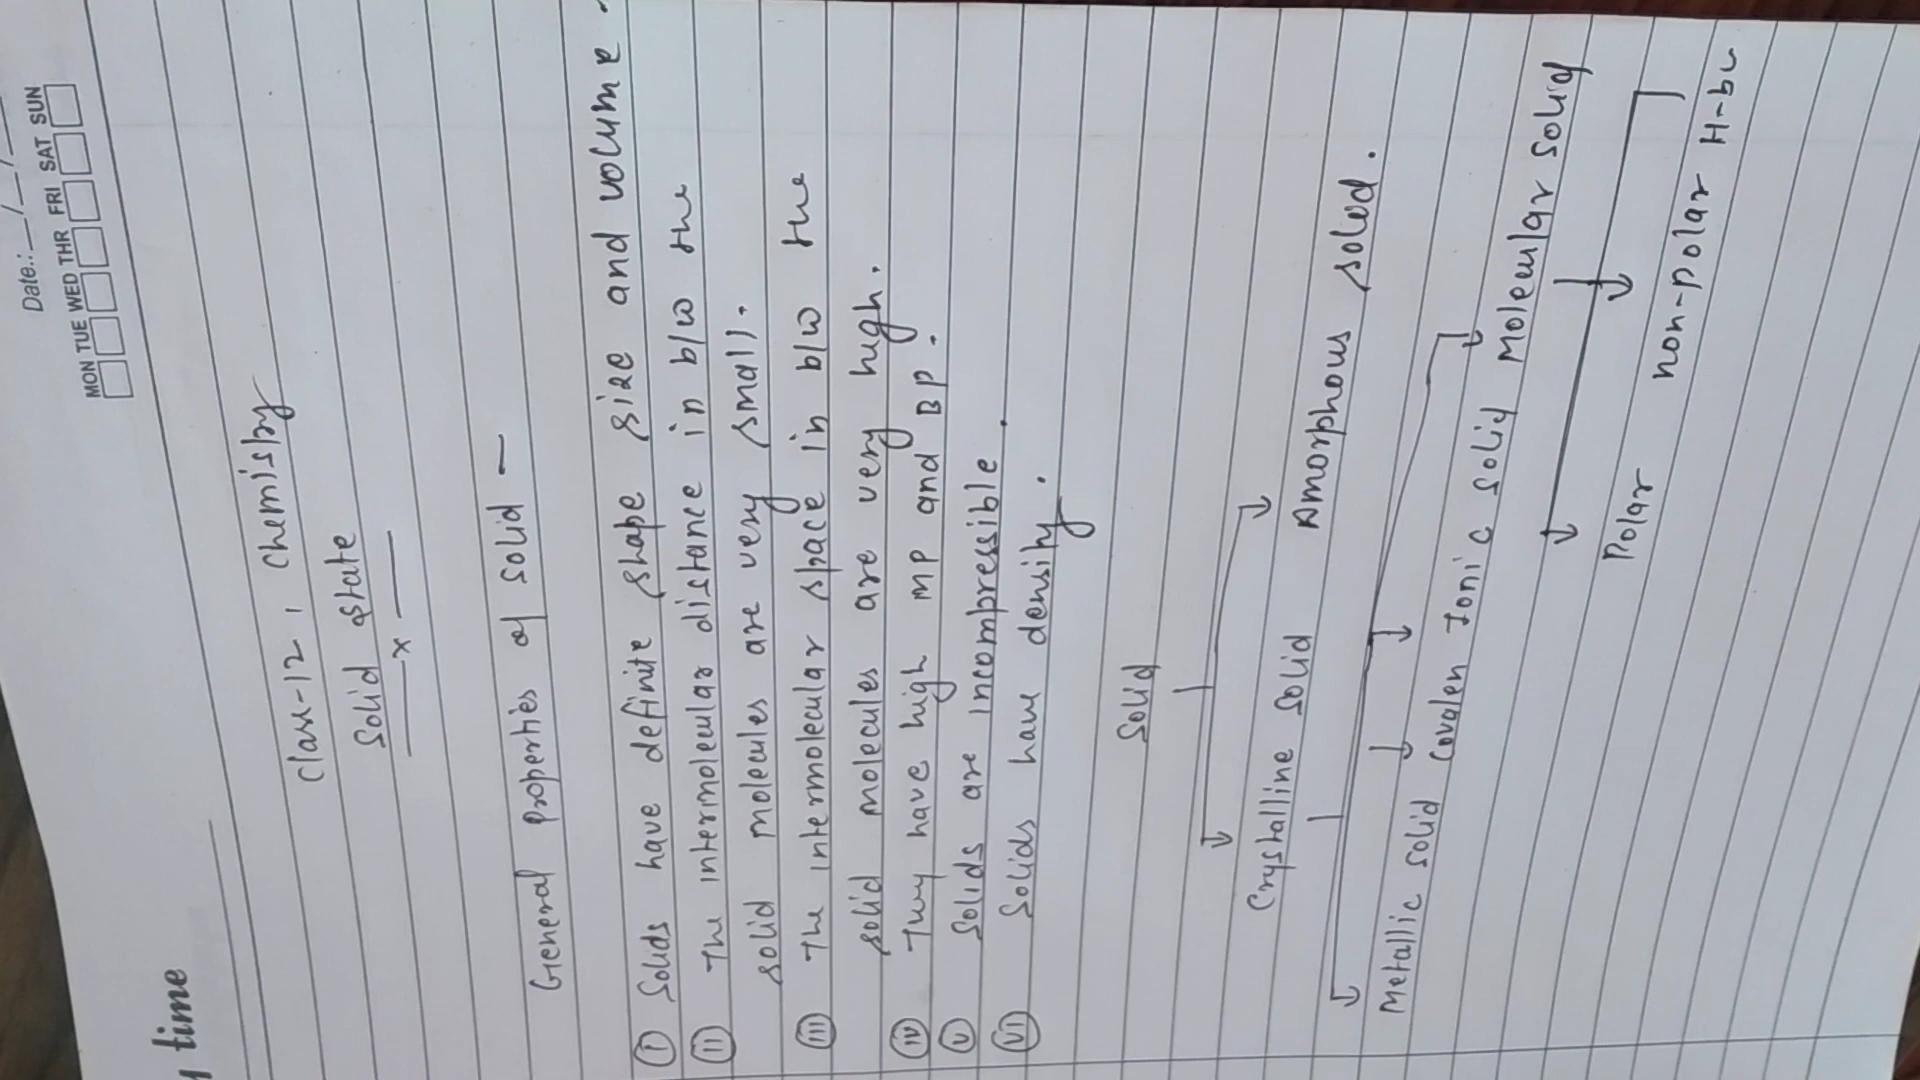 Date.: __/__/__
MON TUE WED THR FRI SAT SUN
time
Class-12, Chemistry
Solid state
——x——
General properties of solid —
(i) Solids have definite shape size and volume -
(ii) The intermolecular distance in b/w the
solid molecules are very small.
(iii) The intermolecular space in b/w the
solid molecules are very high.
(iv) They have high MP and BP.
(v) Solids are incompressible.
(vi) Solids have density.
Solid
Crystalline Solid Amorphous solid.
Metallic solid Covalen Ionic solid Molecular solid
Polar non-polar H-bo